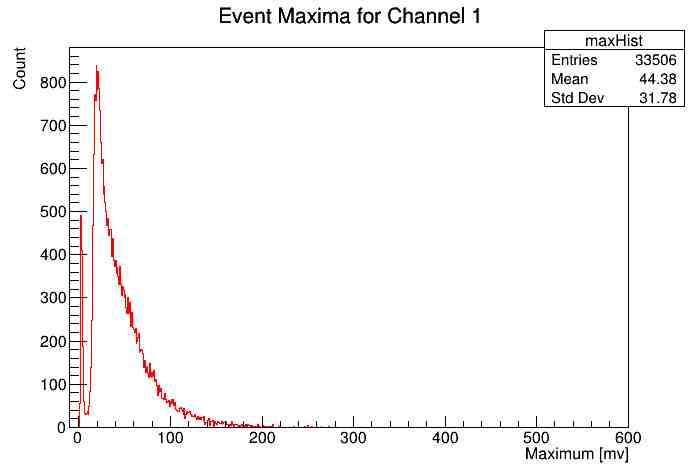 Event Maxima for Channel 1
maxHist
Entries 33506
Mean 44.38
Std Dev 31.78
Count
800
700
600
500
400
300
200
100
0
0 100 200 300 400 500 600
Maximum [mv]